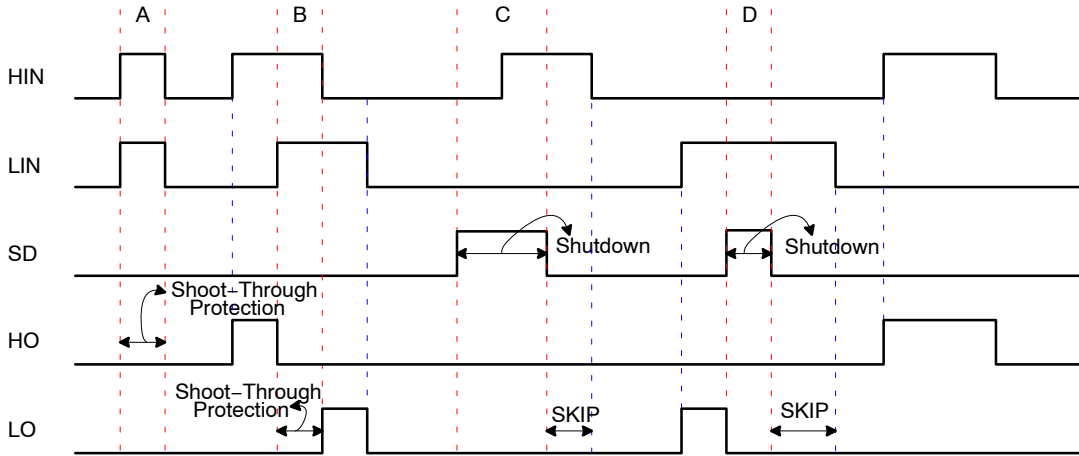 A
B
C
D
HIN
LIN
SD
Shutdown
Shutdown
Shoot–Through
Protection
HO
Shoot–Through
Protection
SKIP
SKIP
LO